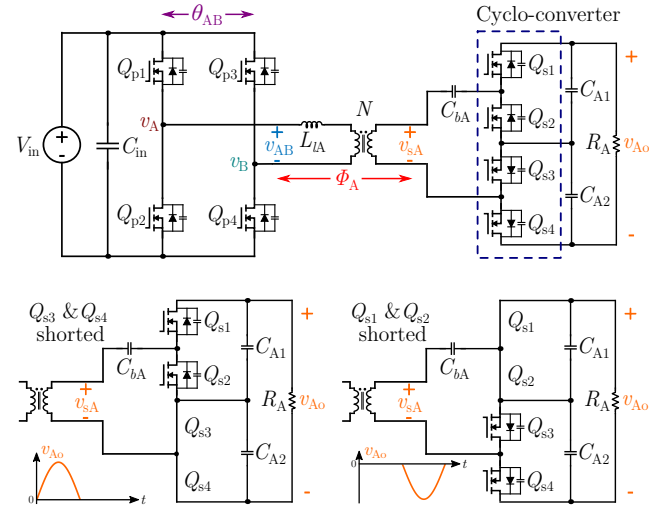 θAB
Cyclo-converter
Qp1
Qp3
Qs1
+
CA1
CbA
N
vA
LlA
Qs2
Vin
Cin
vAB
vsA
RA
vAo
vB
Qs3
ΦA
CA2
Qp2
Qp4
Qs4
-
Qs3 & Qs4
shorted
Qs1
+
CA1
CbA
Qs2
vsA
RA
vAo
Qs3
CA2
vAo
Qs4
0
t
-
Qs1 & Qs2
shorted
Qs1
+
CA1
CbA
Qs2
vsA
RA
vAo
Qs3
CA2
vAo
0
t
Qs4
-